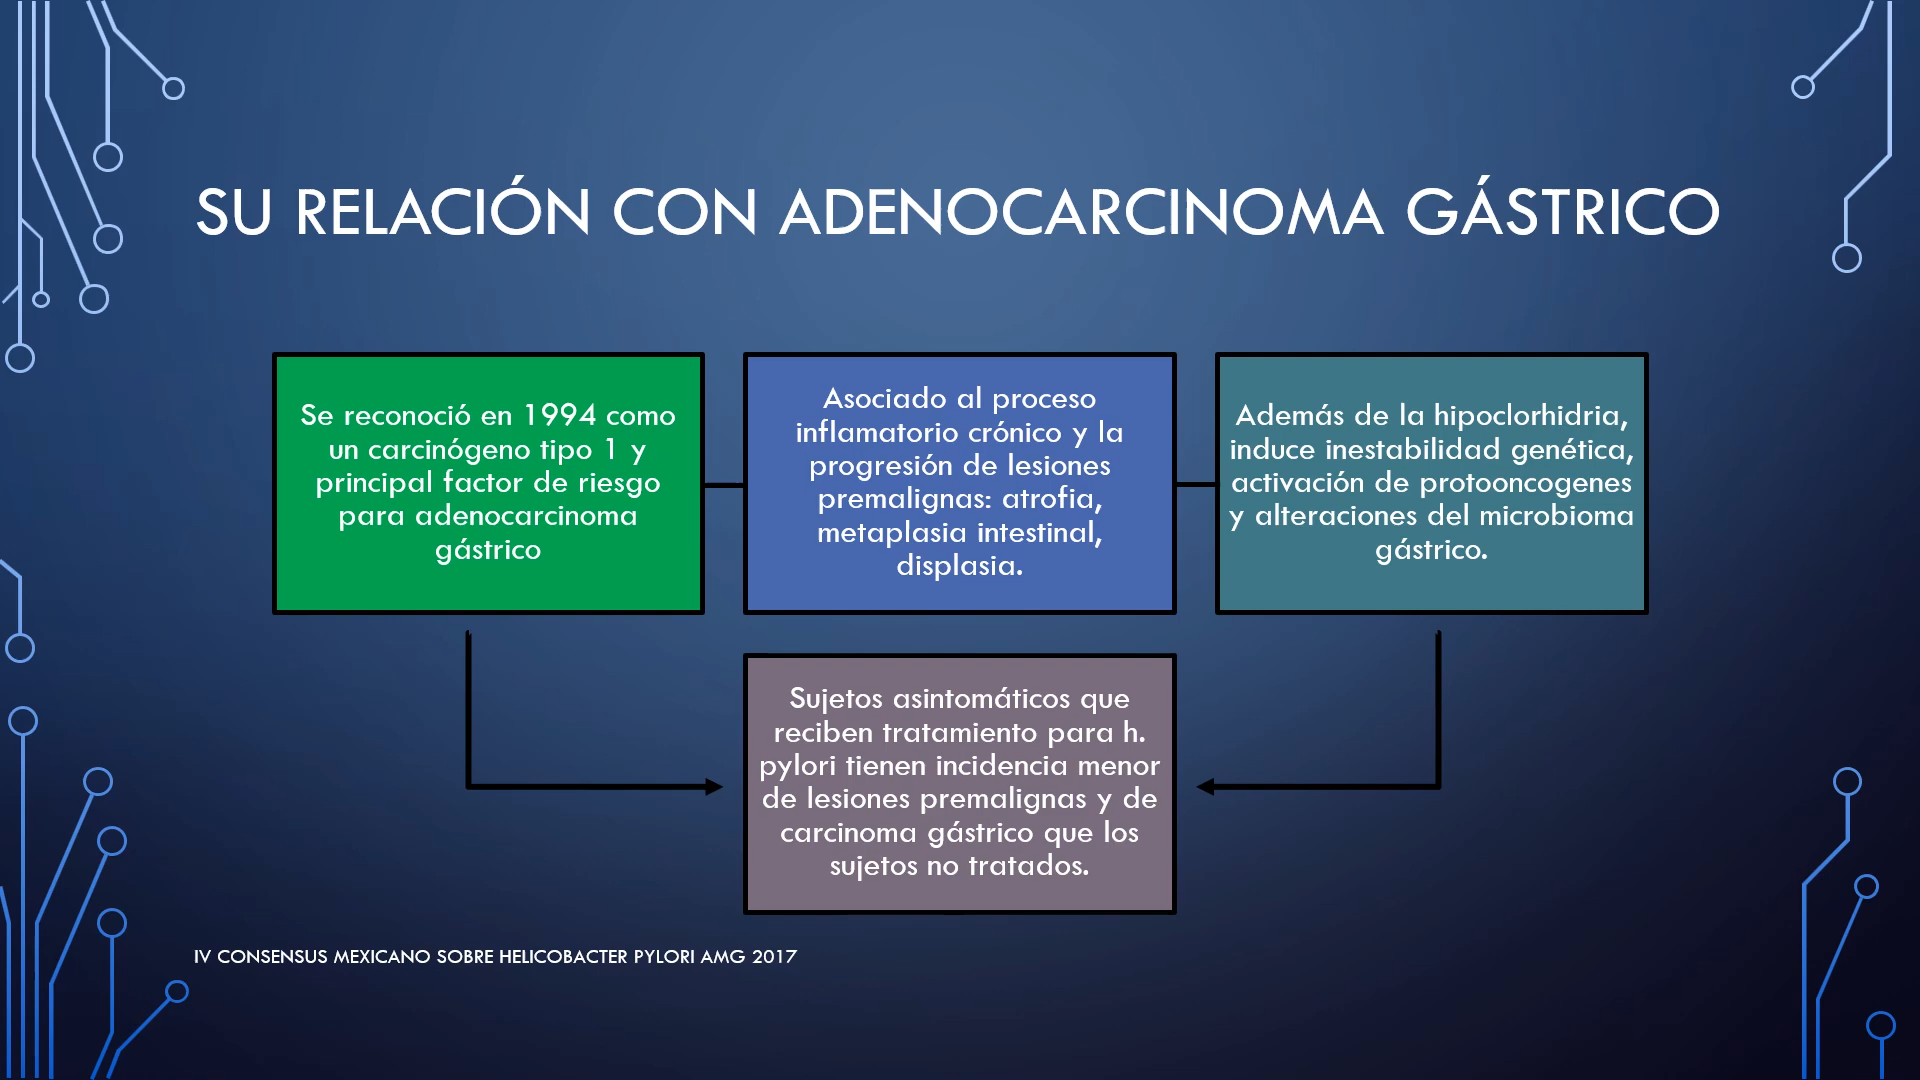 SU RELACIÓN CON ADENOCARCINOMA GÁSTRICO
Se reconoció en 1994 como
un carcinógeno tipo 1 y
principal factor de riesgo
para adenocarcinoma
gástrico
Asociado al proceso
inflamatorio crónico y la
progresión de lesiones
premalignas: atrofia,
metaplasia intestinal,
displasia.
Además de la hipoclorhidria,
induce inestabilidad genética,
activación de protooncogenes
y alteraciones del microbioma
gástrico.
Sujetos asintomáticos que
reciben tratamiento para h.
pylori tienen incidencia menor
de lesiones premalignas y de
carcinoma gástrico que los
sujetos no tratados.
IV CONSENSUS MEXICANO SOBRE HELICOBACTER PYLORI AMG 2017